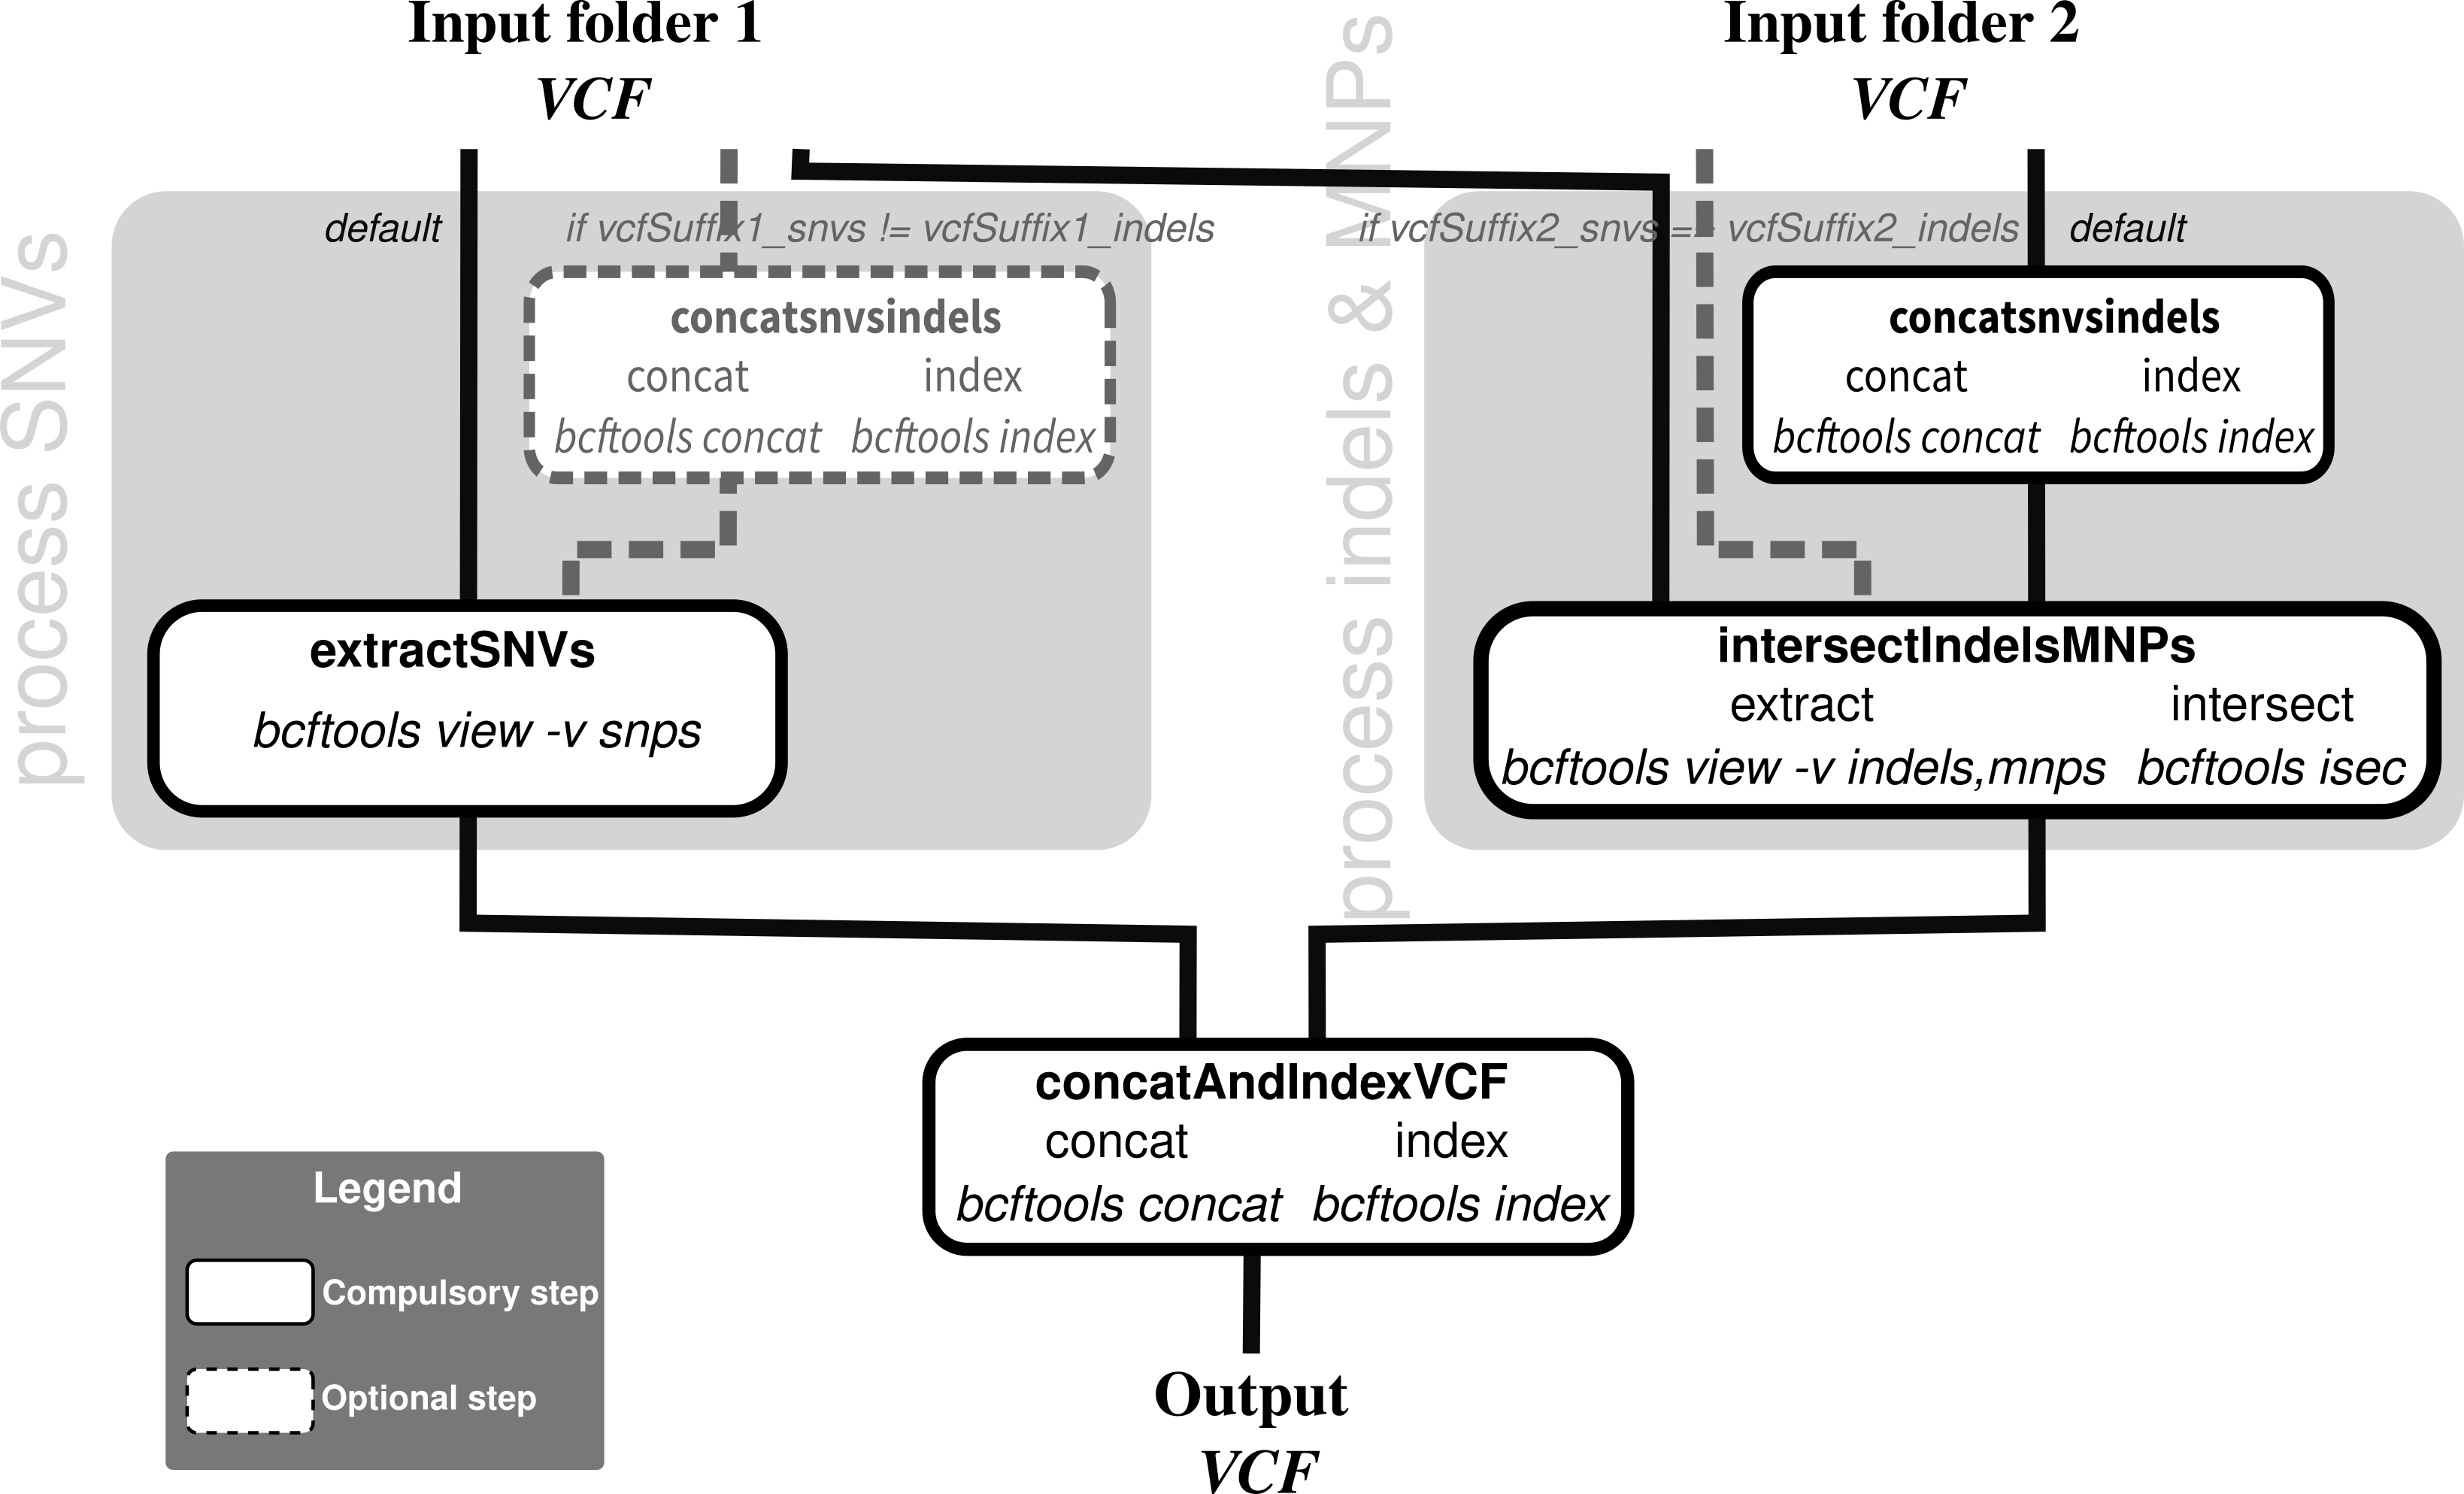 Input folder 1
VCF
Input folder 2
VCF
process SNVs
process indels & MNPs
default
if vcfSuffix1_snvs != vcfSuffix1_indels
if vcfSuffix2_snvs == vcfSuffix2_indels
default
concatsnvsindels
concat index
bcftools concat bcftools index
concatsnvsindels
concat index
bcftools concat bcftools index
extractSNVs
bcftools view -v snps
intersectIndelsMNPs
extract intersect
bcftools view -v indels,mnps bcftools isec
concatAndIndexVCF
concat index
bcftools concat bcftools index
Legend
Compulsory step
Optional step
Output
VCF